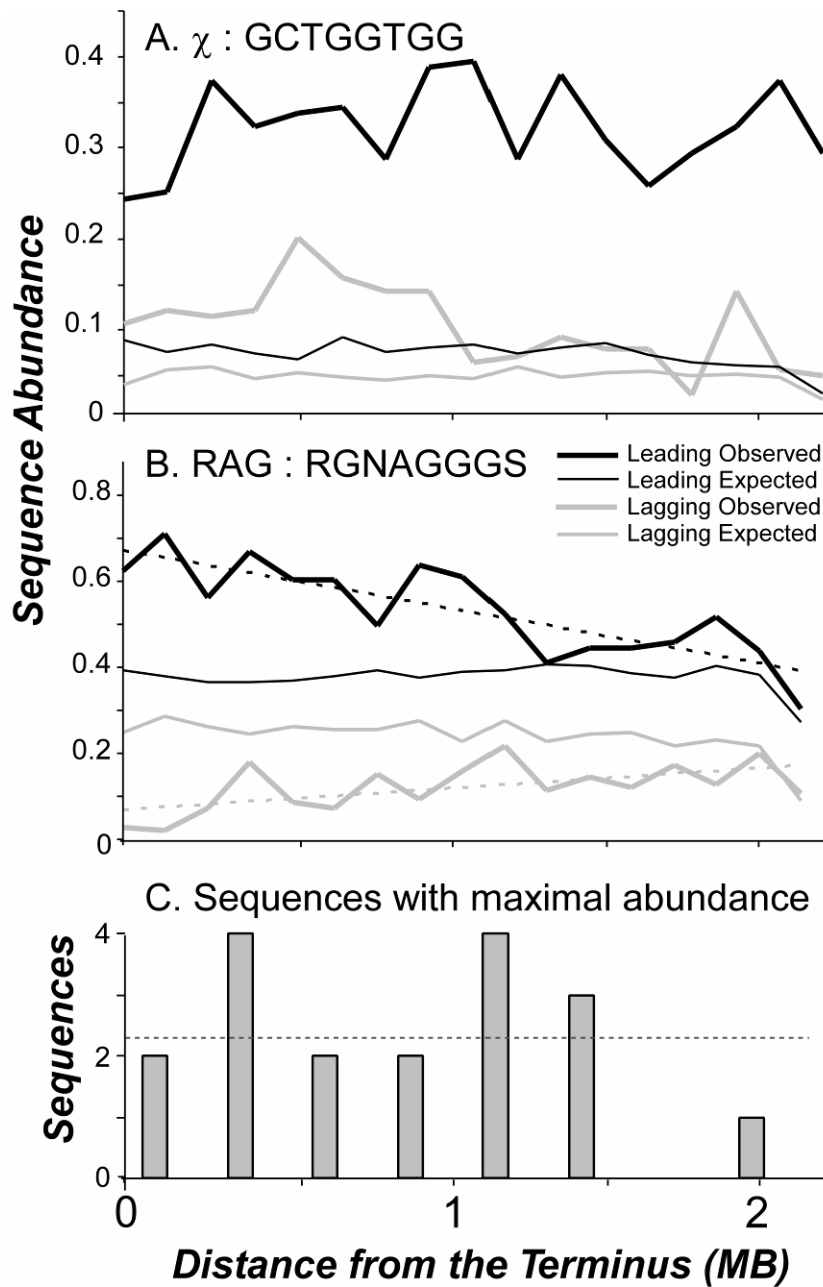 A. χ : GCTGGTGG
0.4
0.3
0.2
0.1
0
Sequence Abundance
B. RAG : RGNAGGGS
Leading Observed
Leading Expected
Lagging Observed
Lagging Expected
0.8
0.6
0.4
0.2
0
C. Sequences with maximal abundance
4
2
0
Sequences
0 1 2
Distance from the Terminus (MB)